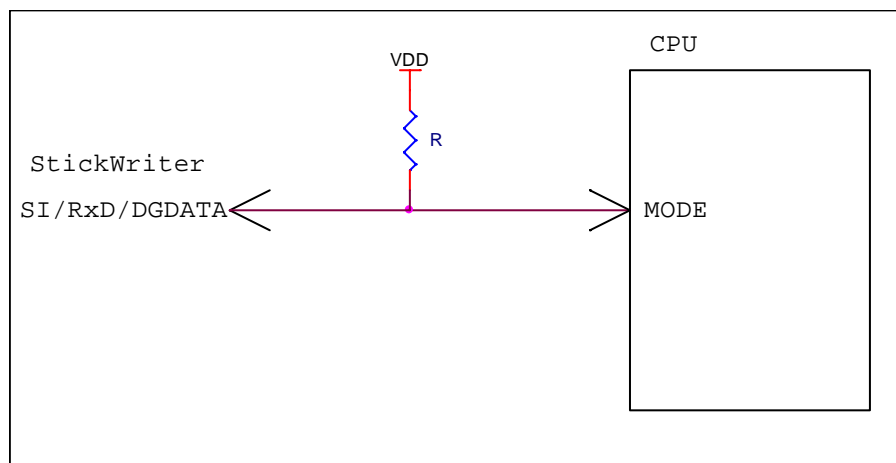 CPU
VDD
R
StickWriter
SI/RxD/DGDATA
MODE